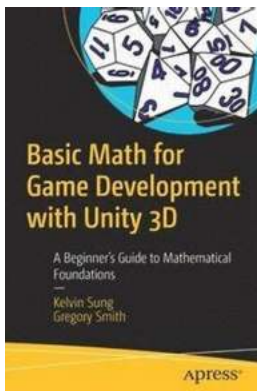 Basic Math for
Game Development
with Unity 3D
A Beginner's Guide to Mathematical
Foundations
—
Kelvin Sung
Gregory Smith
Apress®